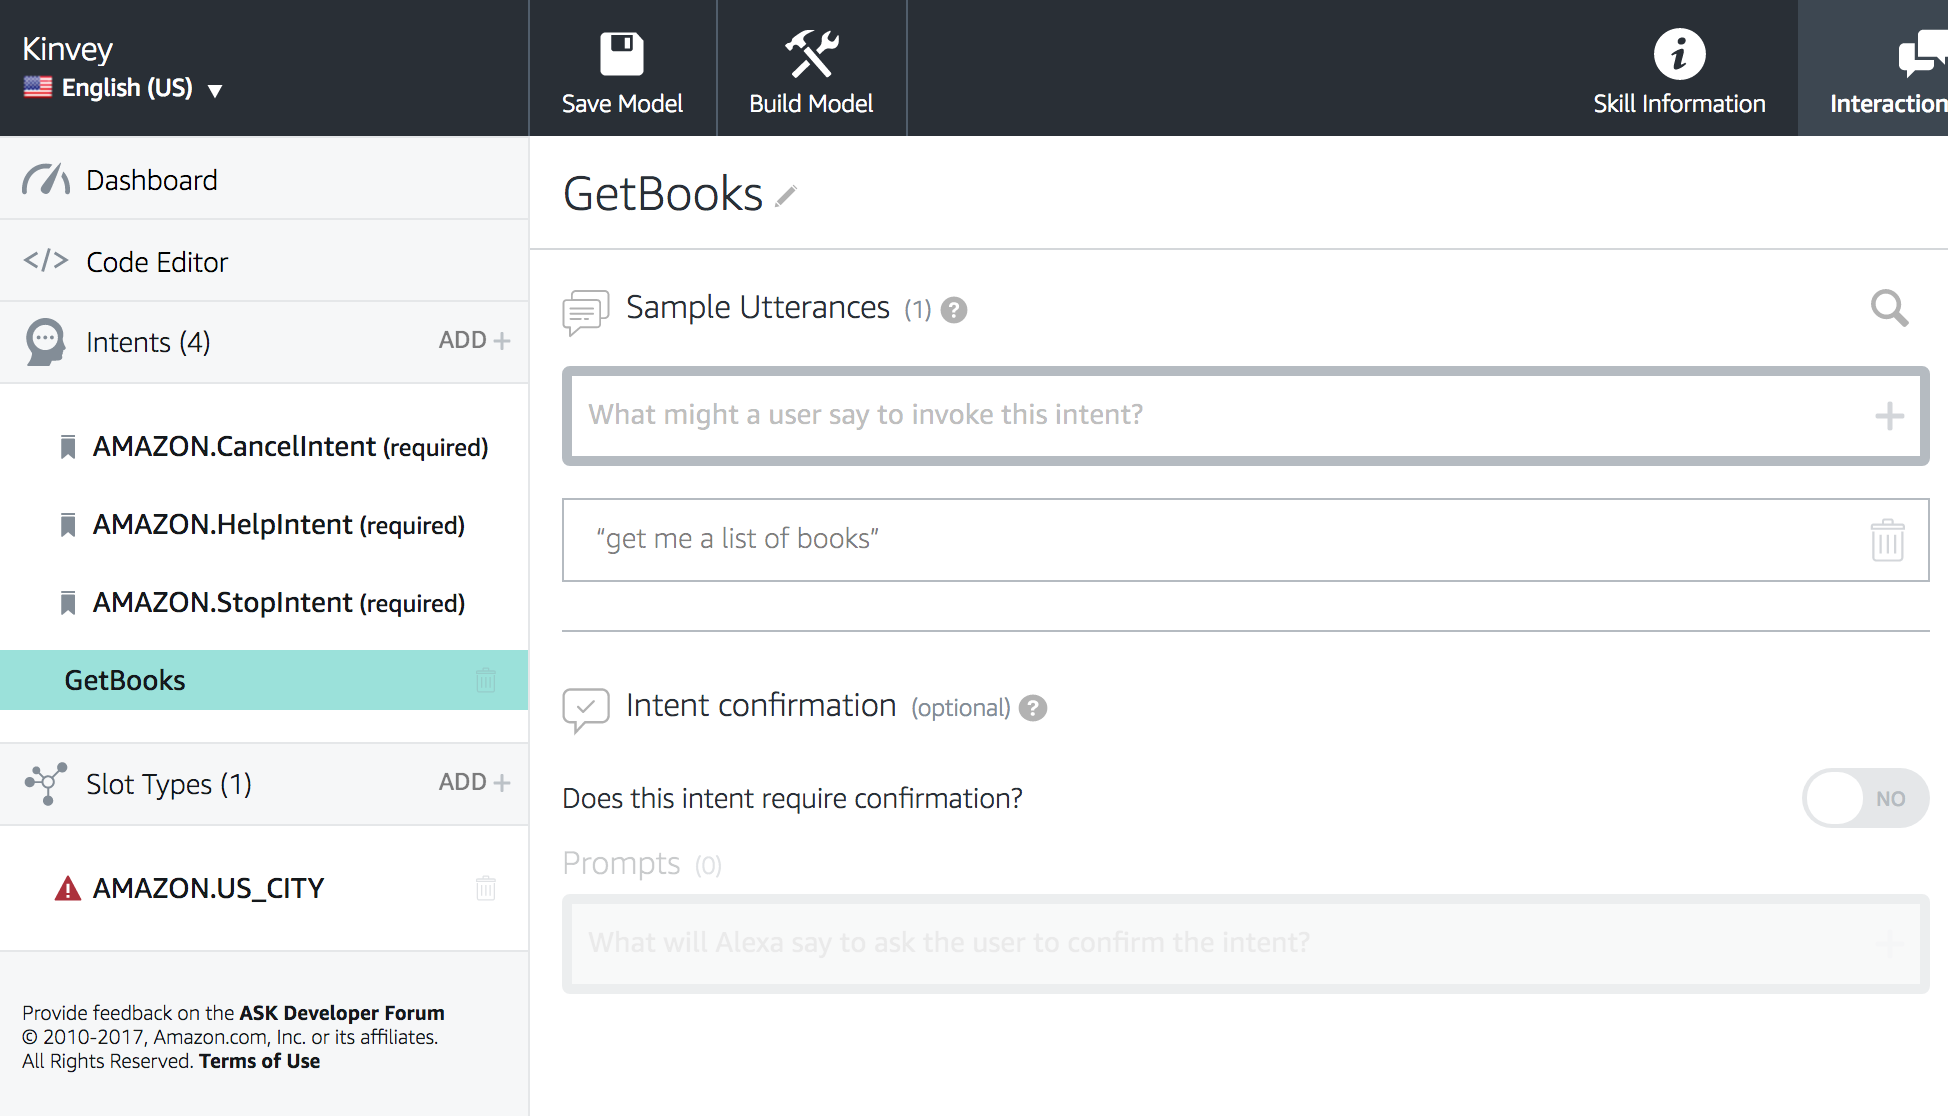 Kinvey
English (US) ▼
Save Model
Build Model
Skill Information
Interaction
Dashboard
</> Code Editor
Intents (4)
ADD +
AMAZON.CancelIntent (required)
AMAZON.HelpIntent (required)
AMAZON.StopIntent (required)
GetBooks
Slot Types (1)
ADD +
AMAZON.US_CITY
Provide feedback on the ASK Developer Forum
© 2010-2017, Amazon.com, Inc. or its affiliates.
All Rights Reserved. Terms of Use
GetBooks
Sample Utterances (1) ?
What might a user say to invoke this intent?
“get me a list of books”
Intent confirmation (optional) ?
Does this intent require confirmation?
NO
Prompts (0)
What will Alexa say to ask the user to confirm the intent?